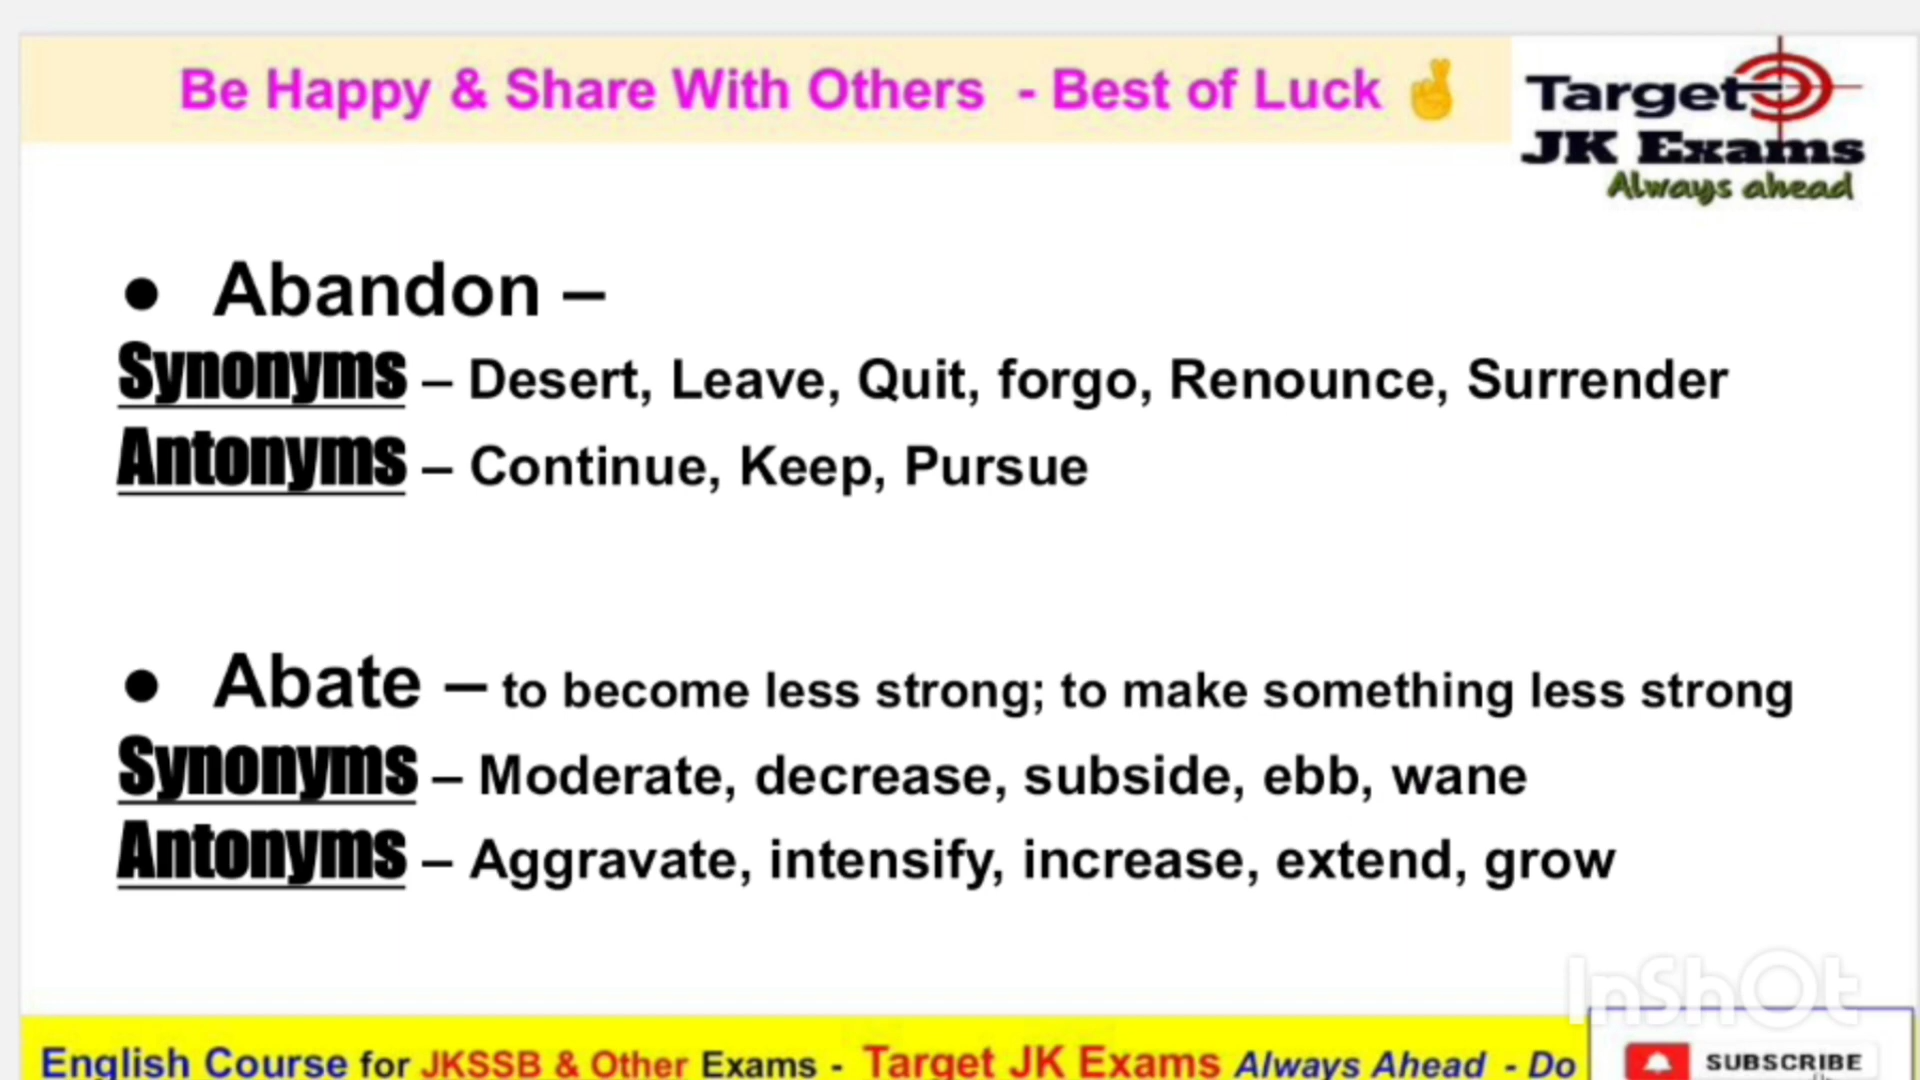 Be Happy & Share With Others - Best of Luck 🤞
Target
JK Exams
Always ahead
● Abandon –
Synonyms – Desert, Leave, Quit, forgo, Renounce, Surrender
Antonyms – Continue, Keep, Pursue
● Abate – to become less strong; to make something less strong
Synonyms – Moderate, decrease, subside, ebb, wane
Antonyms – Aggravate, intensify, increase, extend, grow
InShOt
English Course for JKSSB & Other Exams - Target JK Exams Always Ahead - Do
SUBSCRIBE